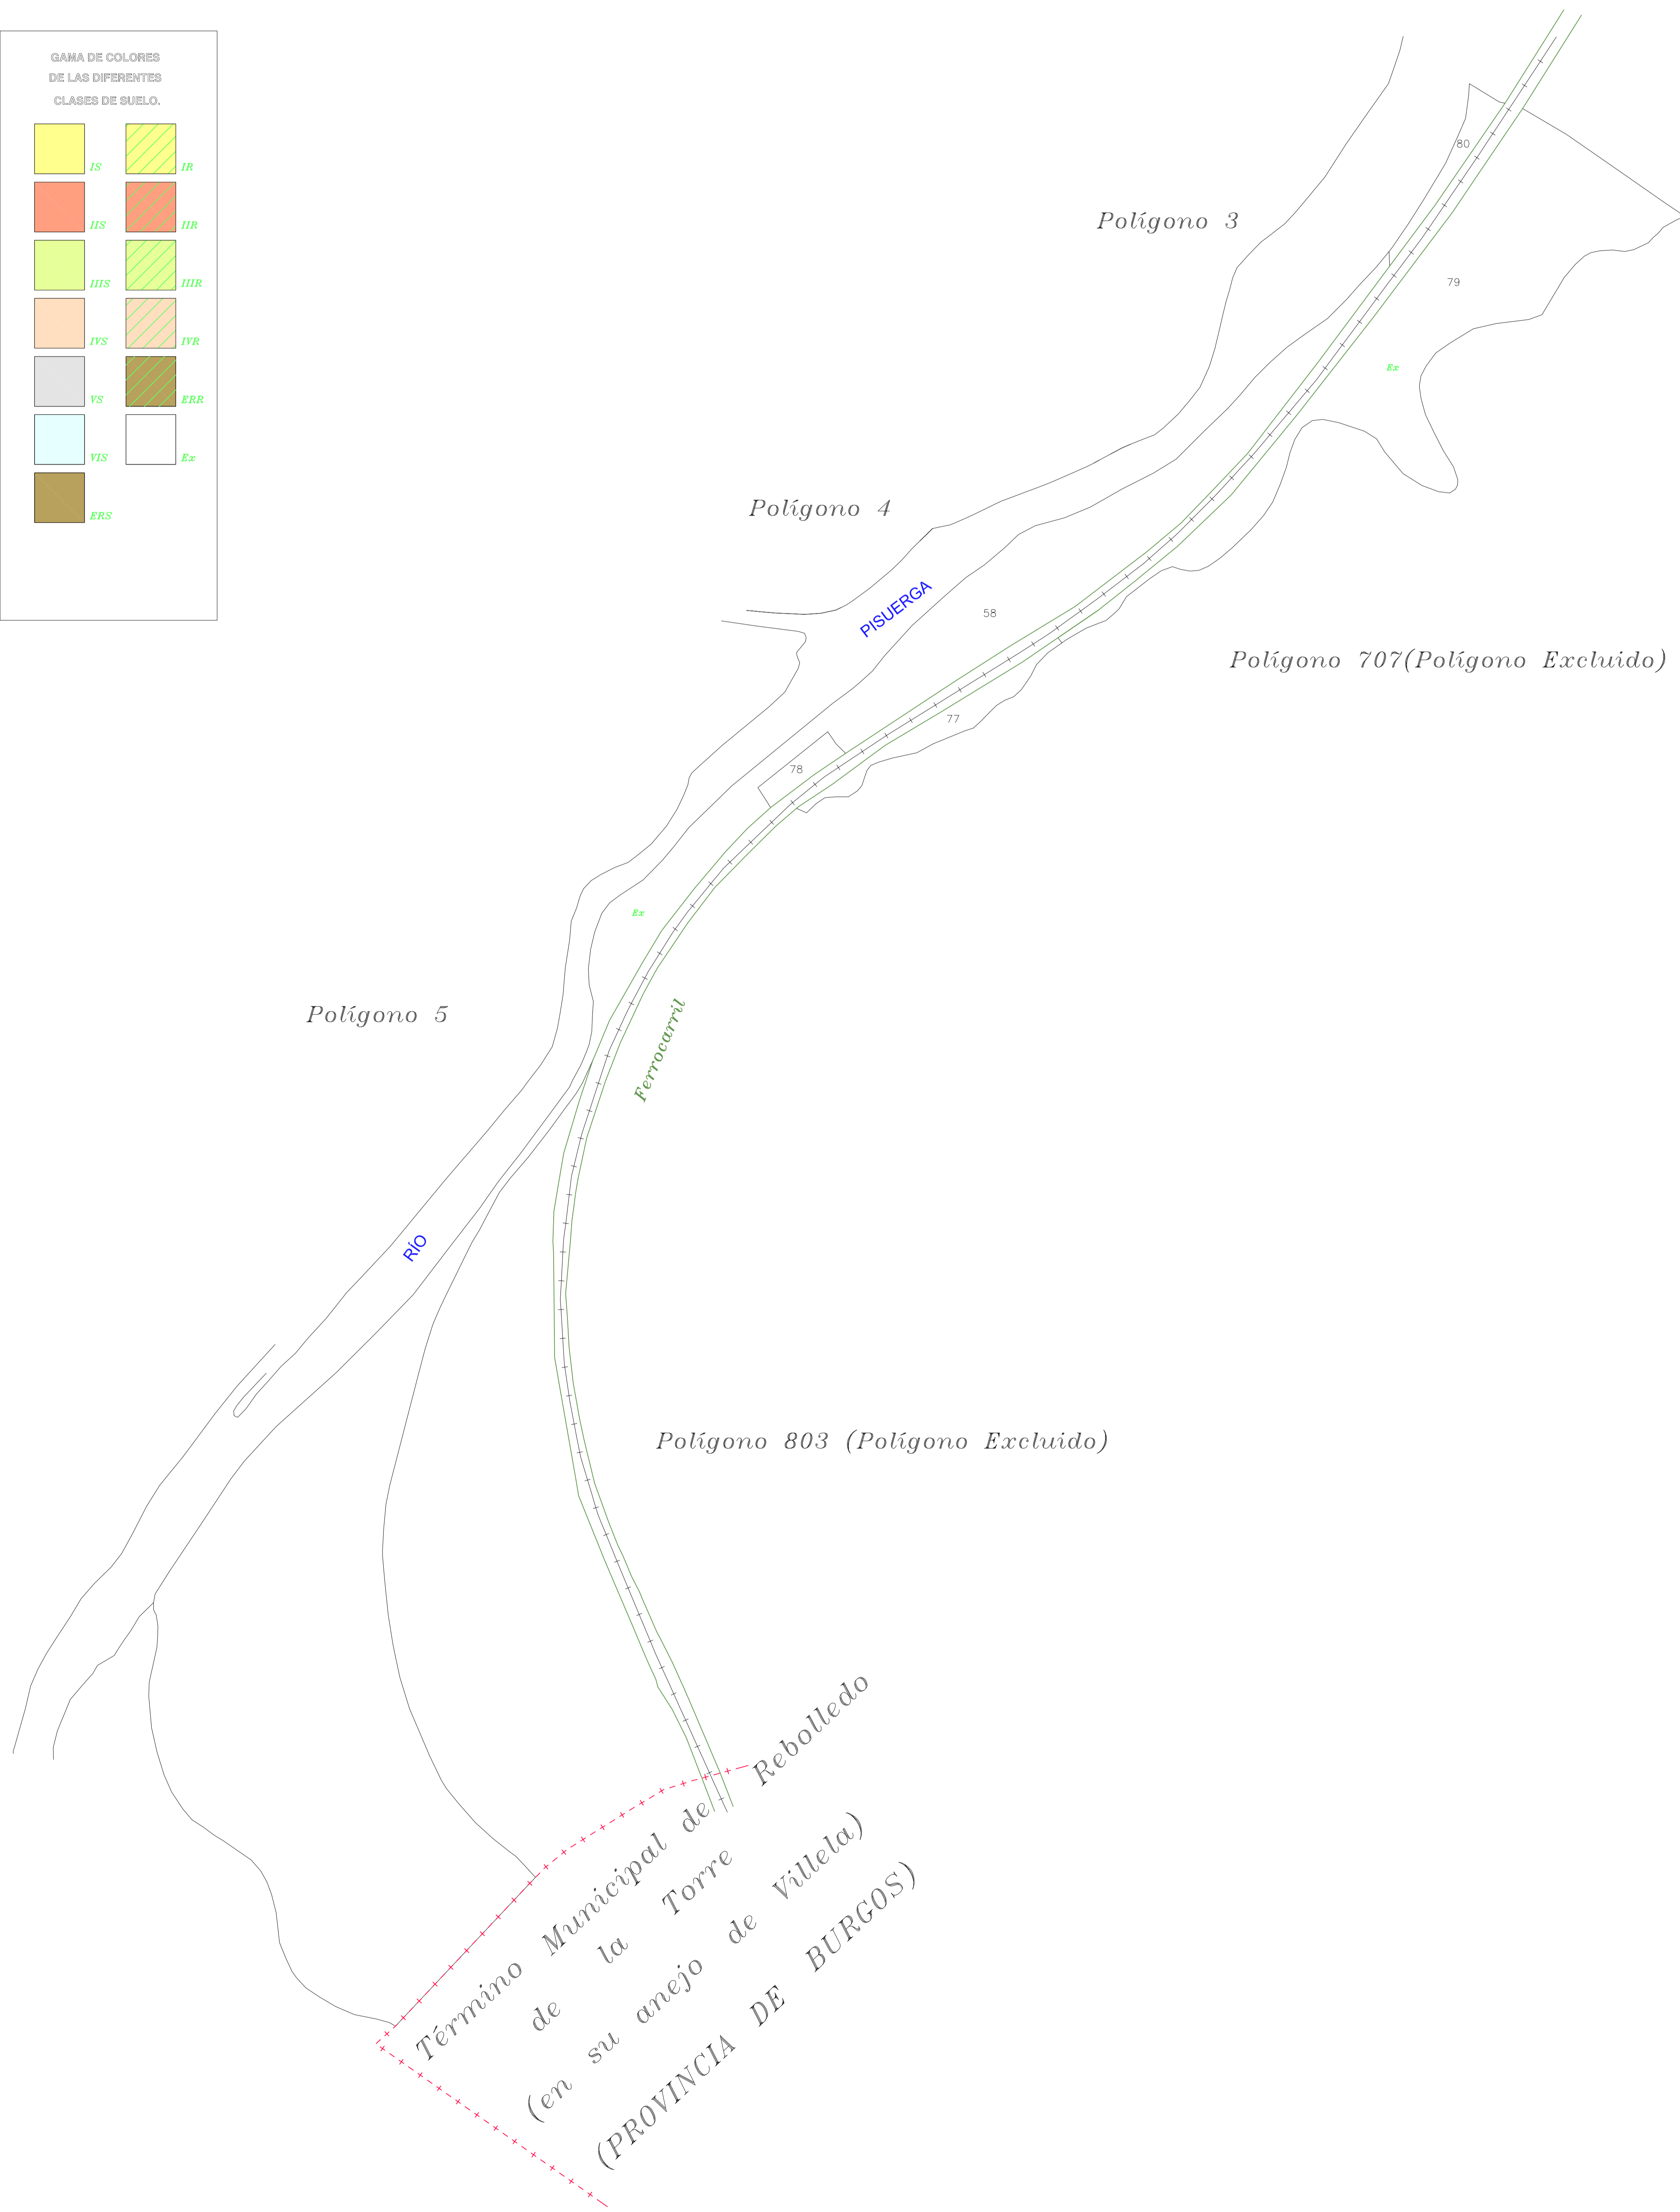 GAMA DE COLORES
DE LAS DIFERENTES
CLASES DE SUELO.
IS
IR
IIS
IIR
IIIS
IIIR
IVS
IVR
VS
ERR
VIS
Ex
ERS
80
Polígono 3
79
Ex
Polígono 4
PISUERGA
58
Polígono 707(Polígono Excluido)
77
78
Ex
Polígono 5
Ferrocarril
RÍO
Polígono 803 (Polígono Excluido)
Término Municipal de Rebolledo
de la Torre
(en su anejo de Villela)
(PROVINCIA DE BURGOS)